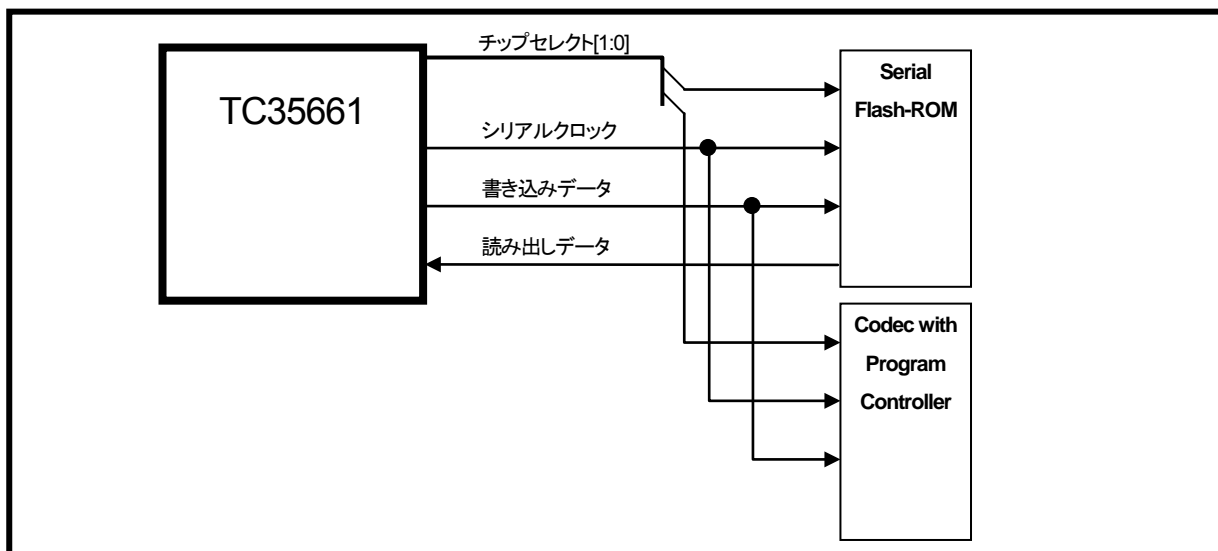 チップセレクト[1:0]
TC35661
シリアルクロック
書き込みデータ
読み出しデータ
Serial
Flash-ROM
Codec with
Program
Controller